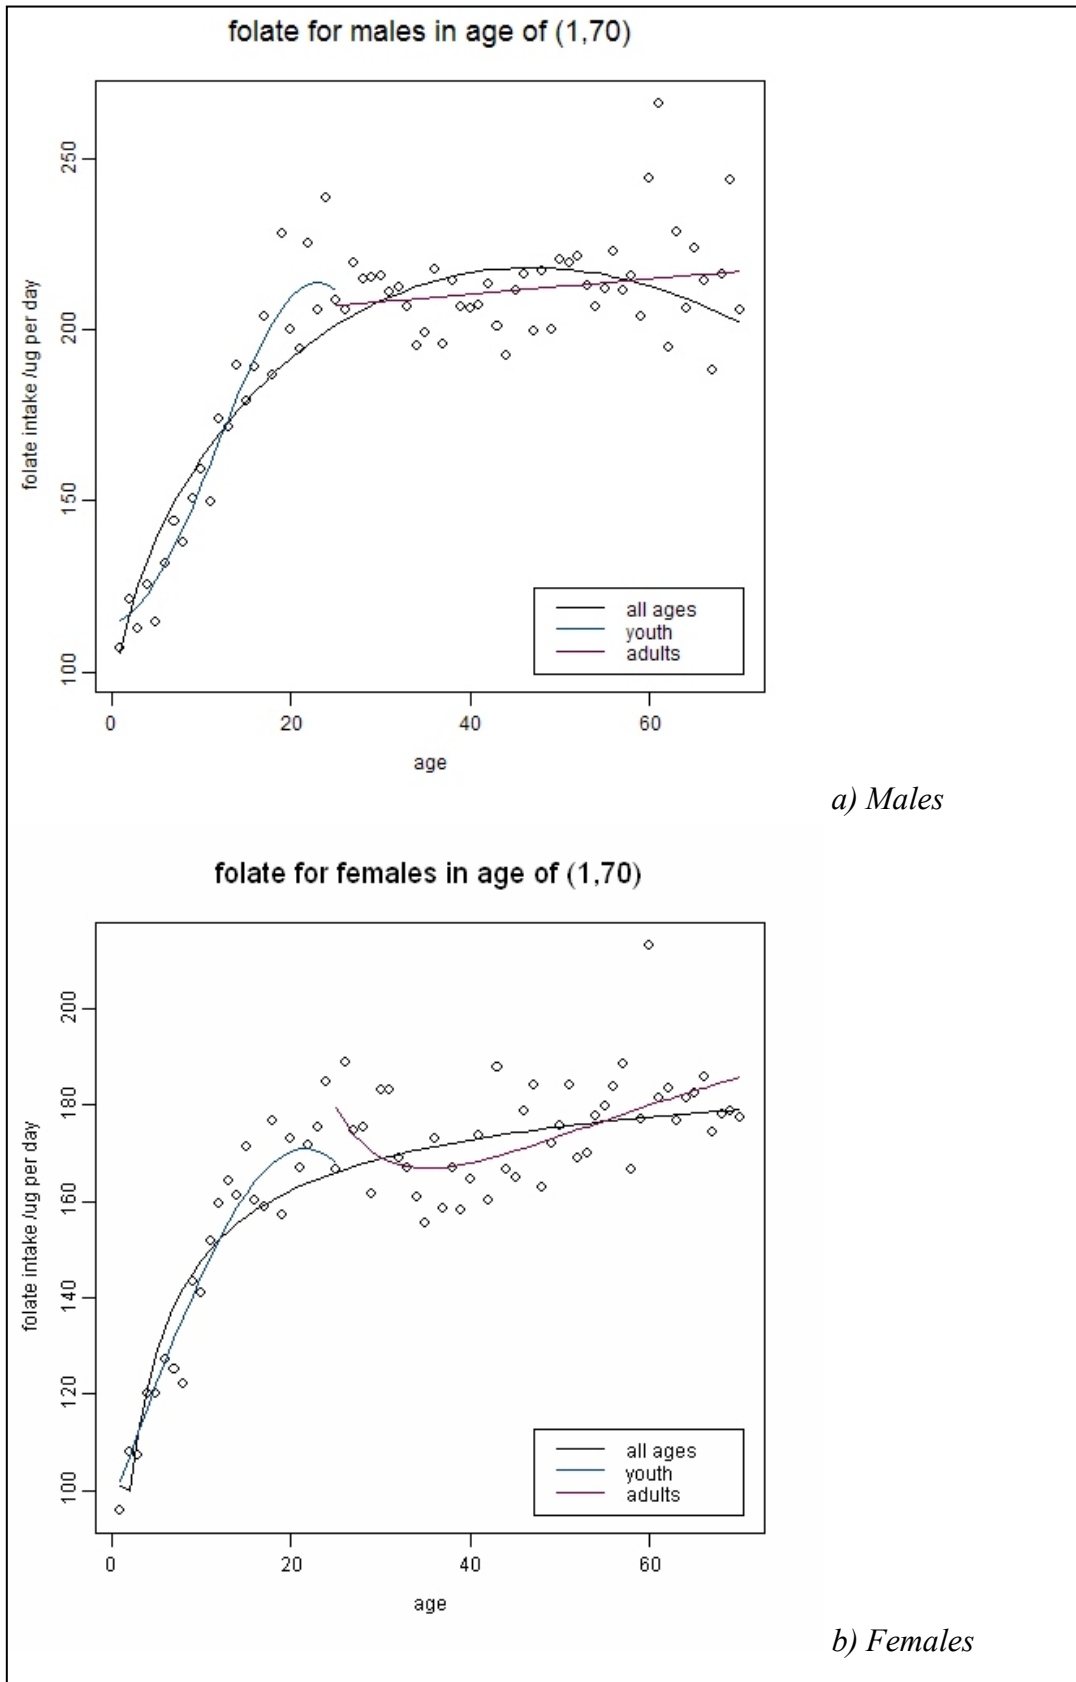 folate for males in age of (1,70)
250
200
150
100
folate intake /ug per day
all ages
youth
adults
0 20 40 60
age
a) Males
folate for females in age of (1,70)
200
180
160
140
120
100
folate intake /ug per day
all ages
youth
adults
0 20 40 60
age
b) Females